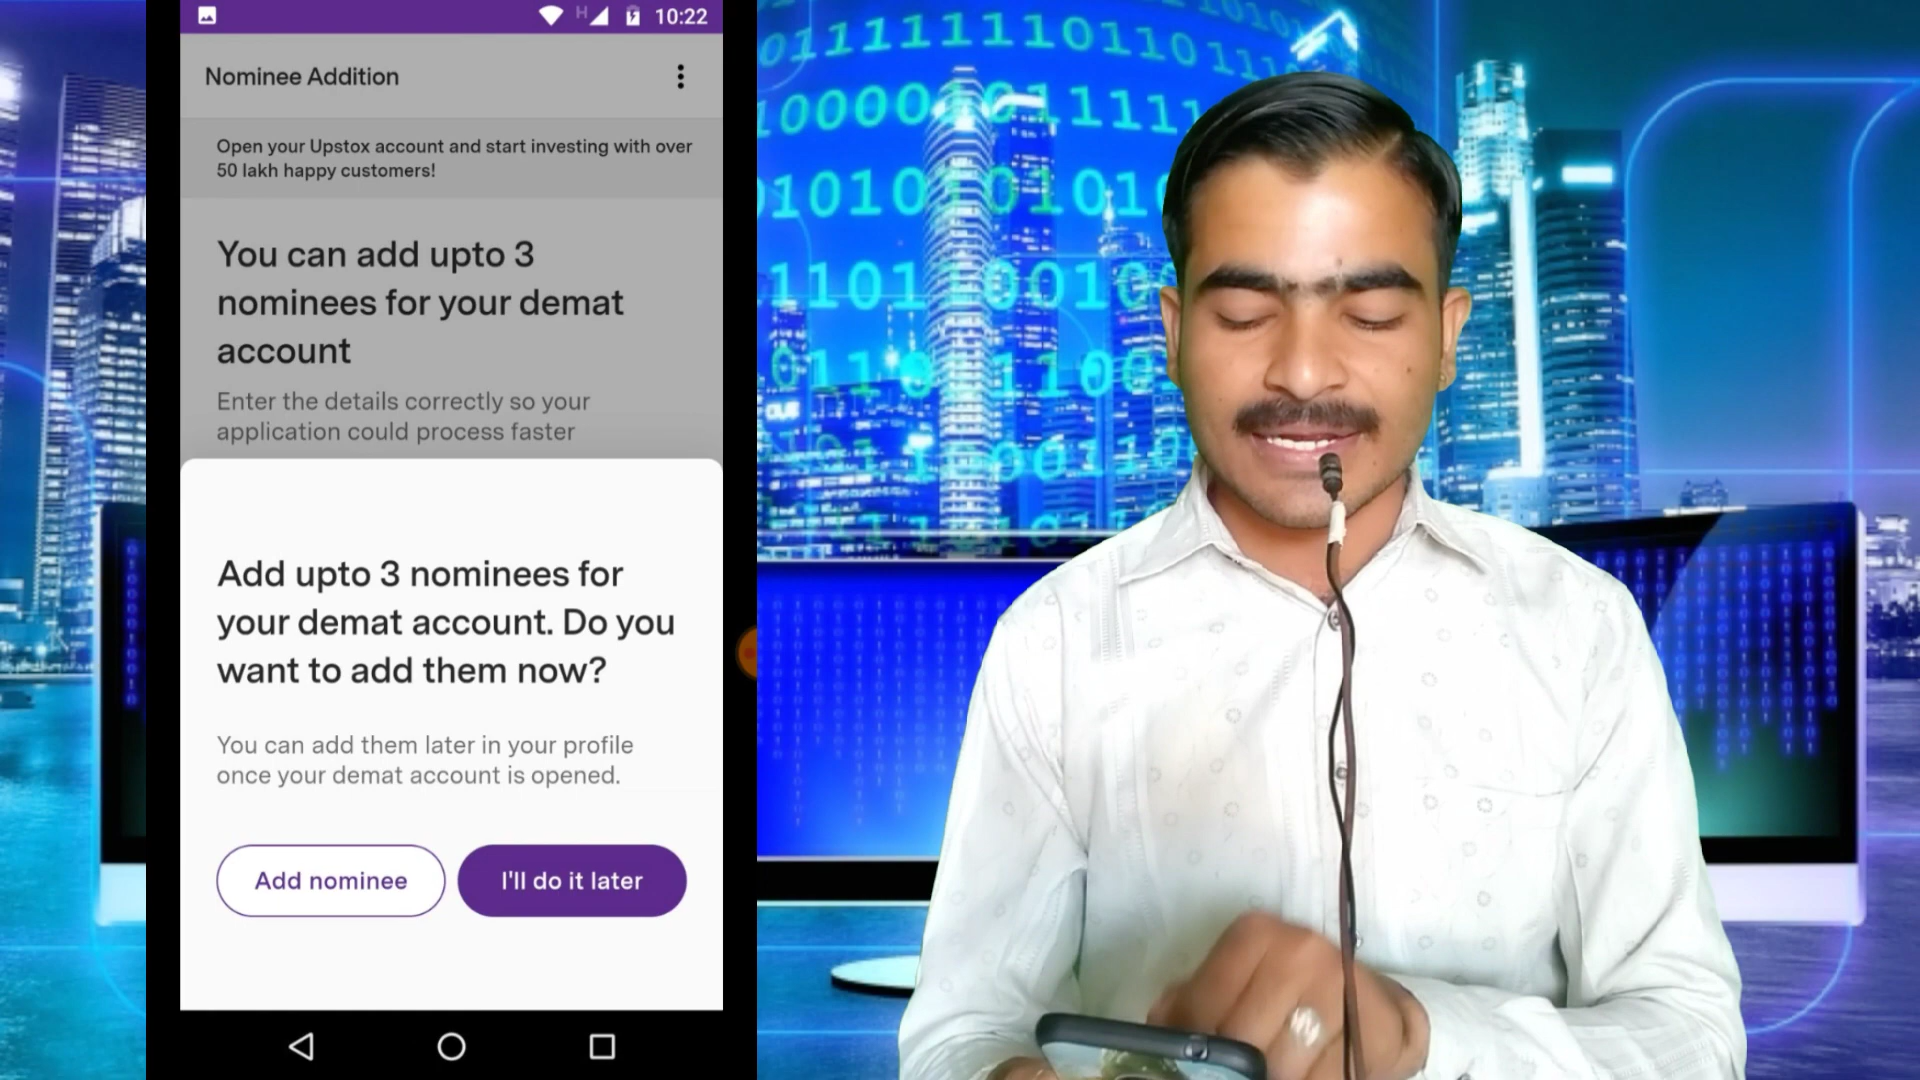 10:22
Nominee Addition
Open your Upstox account and start investing with over
50 lakh happy customers!
You can add upto 3
nominees for your demat
account
Enter the details correctly so your
application could process faster
Add upto 3 nominees for
your demat account. Do you
want to add them now?
You can add them later in your profile
once your demat account is opened.
Add nominee
I'll do it later